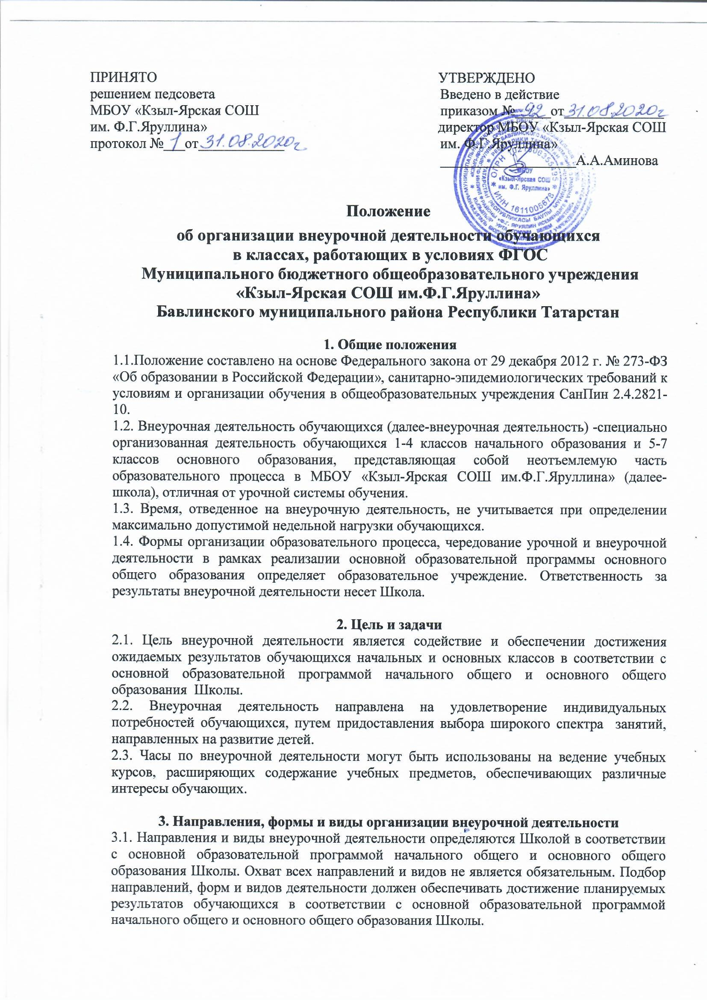 ПРИНЯТО
решением педсовета
МБОУ «Кзыл-Ярская СОШ
им. Ф.Г.Яруллина»
протокол № 1 от 31.08.2020г
УТВЕРЖДЕНО
Введено в действие
приказом № 92 от 31.08.2020г
директор МБОУ «Кзыл-Ярская СОШ
им. Ф.Г.Яруллина»
А.А.Аминова
ОГРН 1021606355495
МБОУ
«Кзыл-Ярская СОШ
им. Ф.Г. Яруллина»
ИНН 1611005678
Положение
об организации внеурочной деятельности обучающихся
в классах, работающих в условиях ФГОС
Муниципального бюджетного общеобразовательного учреждения
«Кзыл-Ярская СОШ им.Ф.Г.Яруллина»
Бавлинского муниципального района Республики Татарстан
1. Общие положения
1.1.Положение составлено на основе Федерального закона от 29 декабря 2012 г. № 273-ФЗ
«Об образовании в Российской Федерации», санитарно-эпидемиологических требований к
условиям и организации обучения в общеобразовательных учреждения СанПин 2.4.2821-
10.
1.2. Внеурочная деятельность обучающихся (далее-внеурочная деятельность) -специально
организованная деятельность обучающихся 1-4 классов начального образования и 5-7
классов основного образования, представляющая собой неотъемлемую часть
образовательного процесса в МБОУ «Кзыл-Ярская СОШ им.Ф.Г.Яруллина» (далее-
школа), отличная от урочной системы обучения.
1.3. Время, отведенное на внеурочную деятельность, не учитывается при определении
максимально допустимой недельной нагрузки обучающихся.
1.4. Формы организации образовательного процесса, чередование урочной и внеурочной
деятельности в рамках реализации основной образовательной программы основного
общего образования определяет образовательное учреждение. Ответственность за
результаты внеурочной деятельности несет Школа.
2. Цель и задачи
2.1. Цель внеурочной деятельности является содействие и обеспечении достижения
ожидаемых результатов обучающихся начальных и основных классов в соответствии с
основной образовательной программой начального общего и основного общего
образования Школы.
2.2. Внеурочная деятельность направлена на удовлетворение индивидуальных
потребностей обучающихся, путем придоставления выбора широкого спектра занятий,
направленных на развитие детей.
2.3. Часы по внеурочной деятельности могут быть использованы на ведение учебных
курсов, расширяющих содержание учебных предметов, обеспечивающих различные
интересы обучающих.
3. Направления, формы и виды организации внеурочной деятельности
3.1. Направления и виды внеурочной деятельности определяются Школой в соответствии
с основной образовательной программой начального общего и основного общего
образования Школы. Охват всех направлений и видов не является обязательным. Подбор
направлений, форм и видов деятельности должен обеспечивать достижение планируемых
результатов обучающихся в соответствии с основной образовательной программой
начального общего и основного общего образования Школы.